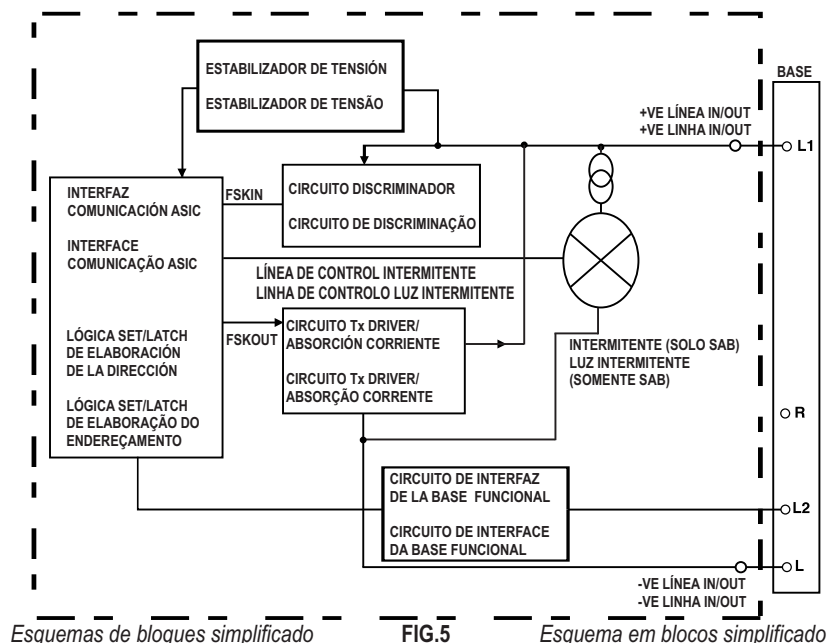 ESTABILIZADOR DE TENSIÓN
ESTABILIZADOR DE TENSÃO
BASE
+VE LÍNEA IN/OUT
+VE LINHA IN/OUT
L1
INTERFAZ
COMUNICACIÓN ASIC
INTERFACE
COMUNICAÇÃO ASIC
LÓGICA SET/LATCH
DE ELABORACIÓN
DE LA DIRECCIÓN
LÓGICA SET/LATCH
DE ELABORAÇÃO DO
ENDEREÇAMENTO
FSKIN
CIRCUITO DISCRIMINADOR
CIRCUITO DE DISCRIMINAÇÃO
LÍNEA DE CONTROL INTERMITENTE
LINHA DE CONTROLO LUZ INTERMITENTE
FSKOUT
CIRCUITO Tx DRIVER/
ABSORCIÓN CORRIENTE
CIRCUITO Tx DRIVER/
ABSORÇÃO CORRENTE
INTERMITENTE (SOLO SAB)
LUZ INTERMITENTE
(SOMENTE SAB)
R
CIRCUITO DE INTERFAZ
DE LA BASE FUNCIONAL
CIRCUITO DE INTERFACE
DA BASE FUNCIONAL
L2
L
-VE LÍNEA IN/OUT
-VE LINHA IN/OUT
Esquemas de bloques simplificado FIG.5 Esquema em blocos simplificado